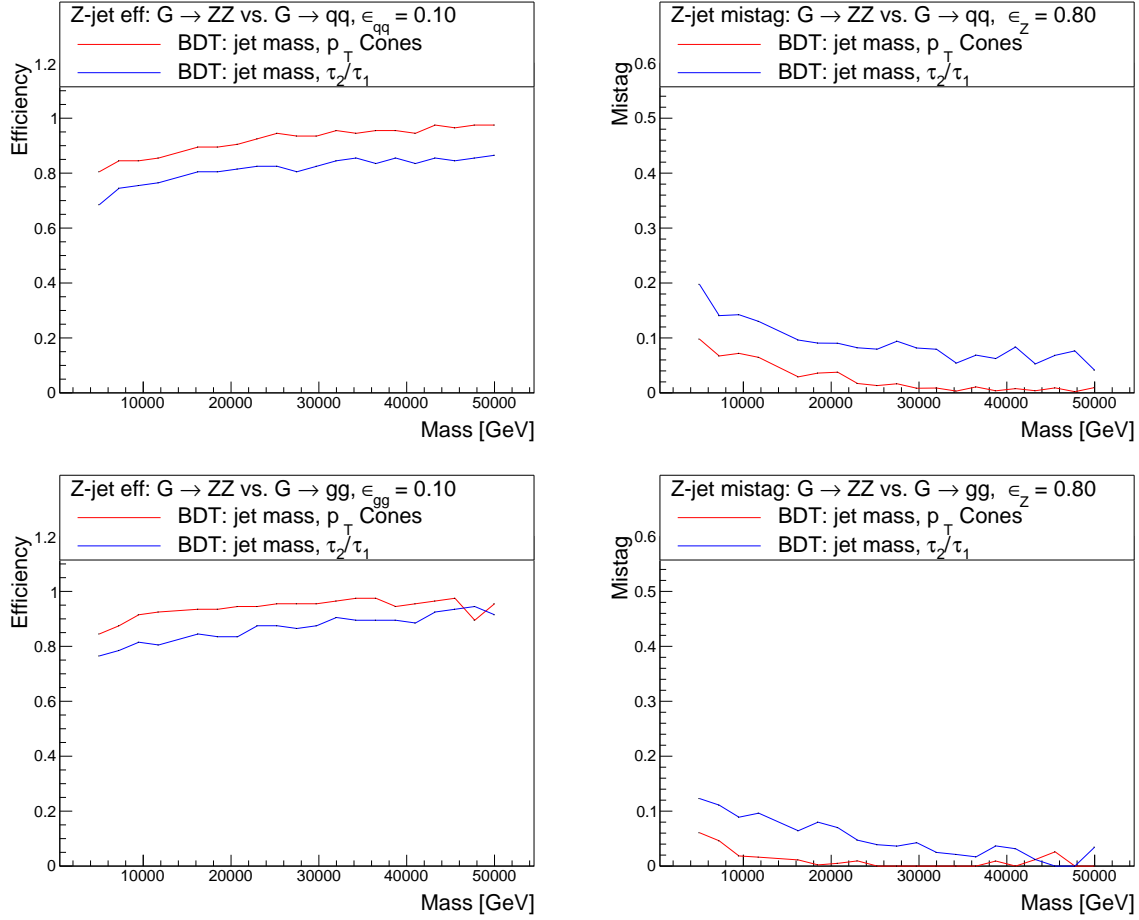 Z-jet eff: G → ZZ vs. G → qq, ϵqq = 0.10
BDT: jet mass, pT Cones
BDT: jet mass, τ2/τ1
Efficiency
1.2
1
0.8
0.6
0.4
0.2
0
10000 20000 30000 40000 50000
Mass [GeV]
Z-jet mistag: G → ZZ vs. G → qq, ϵZ = 0.80
BDT: jet mass, pT Cones
BDT: jet mass, τ2/τ1
Mistag
0.6
0.5
0.4
0.3
0.2
0.1
0
10000 20000 30000 40000 50000
Mass [GeV]
Z-jet eff: G → ZZ vs. G → gg, ϵgg = 0.10
BDT: jet mass, pT Cones
BDT: jet mass, τ2/τ1
Efficiency
1.2
1
0.8
0.6
0.4
0.2
0
10000 20000 30000 40000 50000
Mass [GeV]
Z-jet mistag: G → ZZ vs. G → gg, ϵZ = 0.80
BDT: jet mass, pT Cones
BDT: jet mass, τ2/τ1
Mistag
0.6
0.5
0.4
0.3
0.2
0.1
0
10000 20000 30000 40000 50000
Mass [GeV]